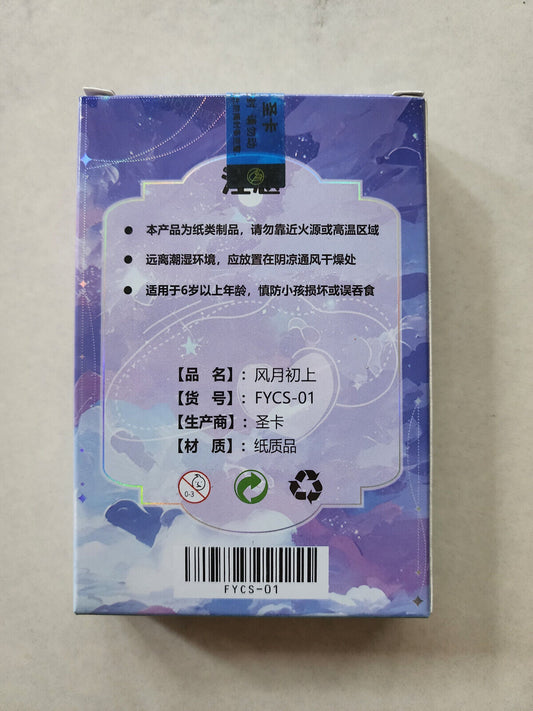 圣卡
● 本产品为纸类制品，请勿靠近火源或高温区域
● 远离潮湿环境，应放置在阴凉通风干燥处
● 适用于6岁以上年龄，慎防小孩损坏或误吞食
【品 名】：风月初上
【货 号】：FYCS-01
【生产商】：圣卡
【材 质】：纸质品
0-3
FYCS-01